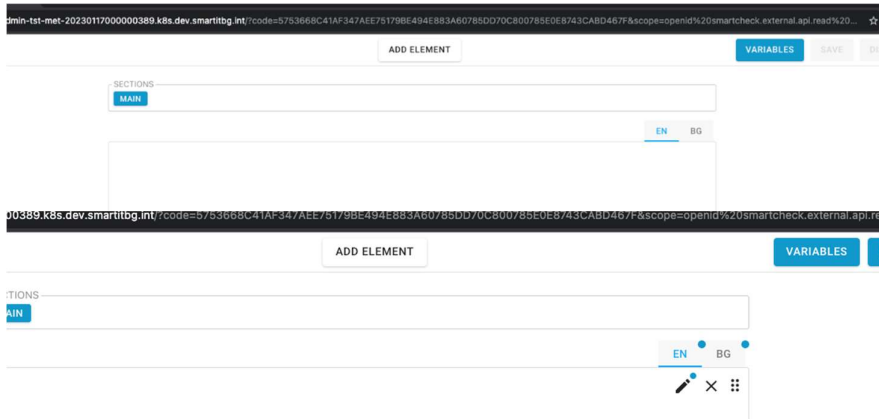 dmin-tst-met-20230117000000389.k8s.dev.smartitbg.int/?code=5753668C41AF347AEE75179BE494E883A60785DD70C800785E0E8743CABD467F&scope=openid%20smartcheck.external.api.read%20...
ADD ELEMENT
VARIABLES SAVE DI
SECTIONS
MAIN
EN BG
00389.k8s.dev.smartitbg.int/?code=5753668C41AF347AEE75179BE494E883A60785DD70C800785E0E8743CABD467F&scope=openid%20smartcheck.external.api.re
ADD ELEMENT
VARIABLES
CTIONS
AIN
EN BG